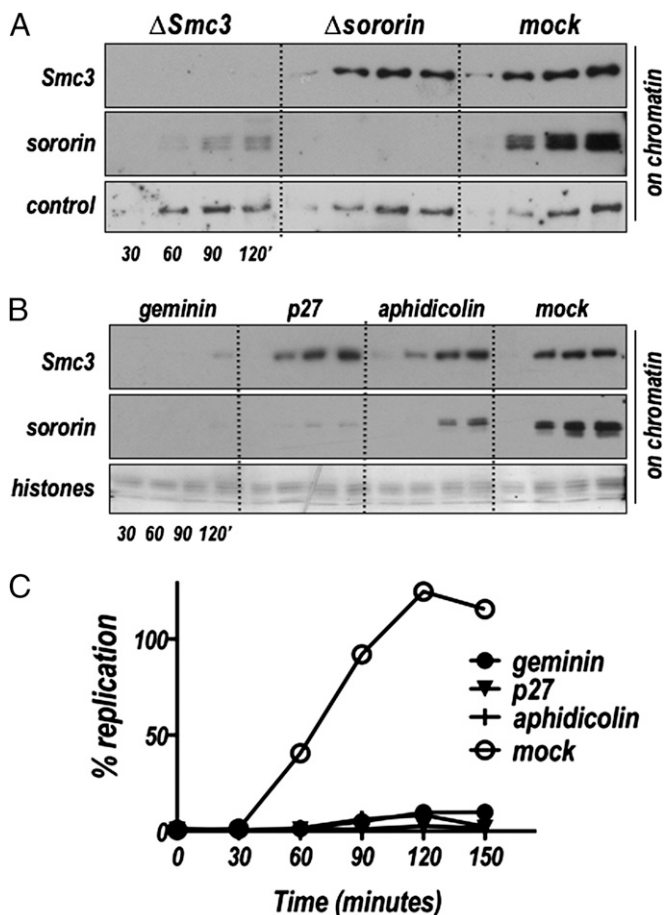 A
ΔSmc3 Δsororin mock
Smc3
sororin
control
on chromatin
30 60 90 120'
B
geminin p27 aphidicolin mock
Smc3
sororin
histones
on chromatin
30 60 90 120'
C
% replication
100
50
0
geminin
p27
aphidicolin
mock
0 30 60 90 120 150
Time (minutes)